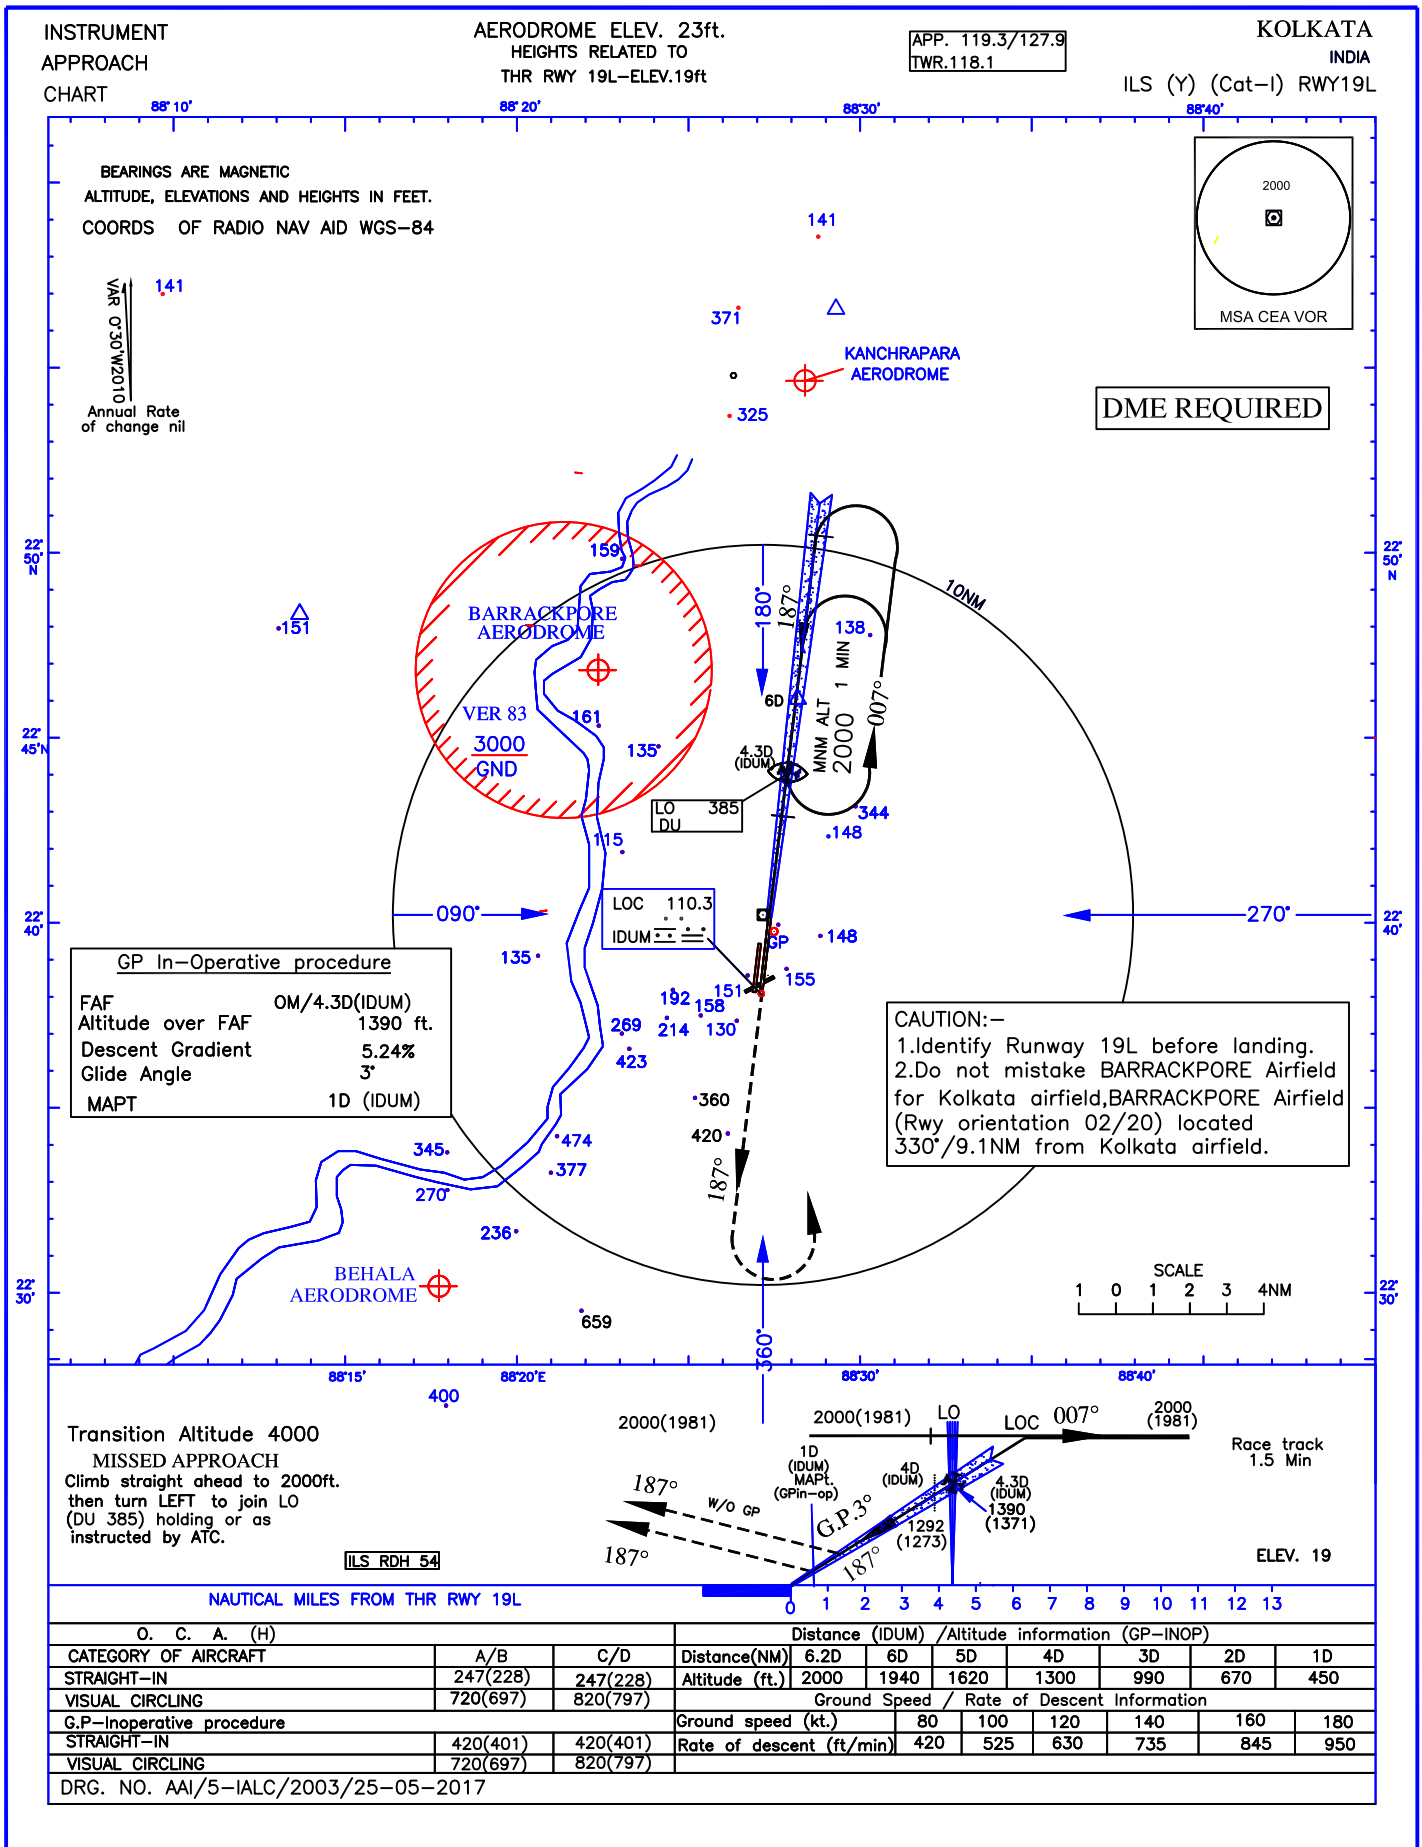 INSTRUMENT
APPROACH
CHART
AERODROME ELEV. 23ft.
HEIGHTS RELATED TO
THR RWY 19L-ELEV.19ft
APP. 119.3/127.9
TWR.118.1
KOLKATA
INDIA
ILS (Y) (Cat-I) RWY19L
88°10'
88°20'
88°30'
88°40'
BEARINGS ARE MAGNETIC
ALTITUDE, ELEVATIONS AND HEIGHTS IN FEET.
COORDS OF RADIO NAV AID WGS-84
2000
MSA CEA VOR
VAR 0°30'W2010
Annual Rate
of change nil
141
141
371
KANCHRAPARA
AERODROME
325
DME REQUIRED
22°
50'
N
22°
50'
N
159
10NM
180°
187°
BARRACKPORE
AERODROME
151
138
MNM ALT
2000 1 MIN
007°
6D
VER 83
3000
GND
161
135
22°
45'N
22°
45'
4.3D
(IDUM)
LO 385
DU
344
148
115
LOC 110.3
IDUM
090°
270°
22°
40'
22°
40'
GP
148
135
155
151
192
158
214
130
269
423
GP In-Operative procedure
FAF OM/4.3D(IDUM)
Altitude over FAF 1390 ft.
Descent Gradient 5.24%
Glide Angle 3°
MAPT 1D (IDUM)
CAUTION:-
1.Identify Runway 19L before landing.
2.Do not mistake BARRACKPORE Airfield
for Kolkata airfield,BARRACKPORE Airfield
(Rwy orientation 02/20) located
330°/9.1NM from Kolkata airfield.
360
420
474
345
377
270
187°
236
BEHALA
AERODROME
SCALE
1 0 1 2 3 4NM
22°
30'
22°
30'
659
360°
88°15'
88°20'E
88°30'
88°40'
400
Transition Altitude 4000
MISSED APPROACH
Climb straight ahead to 2000ft.
then turn LEFT to join LO
(DU 385) holding or as
instructed by ATC.
ILS RDH 54
2000(1981)
2000(1981)
LO
LOC
007°
2000
(1981)
Race track
1.5 Min
1D
(IDUM)
MAPt.
(GPin-op)
4D
(IDUM)
4.3D
(IDUM)
1390
(1371)
187°
W/O GP
G.P.3°
1292
(1273)
187°
187°
ELEV. 19
NAUTICAL MILES FROM THR RWY 19L
0 1 2 3 4 5 6 7 8 9 10 11 12 13
O. C. A. (H)
CATEGORY OF AIRCRAFT A/B C/D
STRAIGHT-IN 247(228) 247(228)
VISUAL CIRCLING 720(697) 820(797)
G.P-Inoperative procedure
STRAIGHT-IN 420(401) 420(401)
VISUAL CIRCLING 720(697) 820(797)
Distance (IDUM) /Altitude information (GP-INOP)
Distance(NM) 6.2D 6D 5D 4D 3D 2D 1D
Altitude (ft.) 2000 1940 1620 1300 990 670 450
Ground Speed / Rate of Descent Information
Ground speed (kt.) 80 100 120 140 160 180
Rate of descent (ft/min) 420 525 630 735 845 950
DRG. NO. AAI/5-IALC/2003/25-05-2017